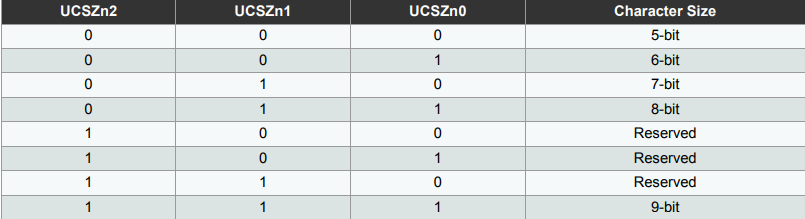 UCSZn2 UCSZn1 UCSZn0 Character Size
0 0 0 5-bit
0 0 1 6-bit
0 1 0 7-bit
0 1 1 8-bit
1 0 0 Reserved
1 0 1 Reserved
1 1 0 Reserved
1 1 1 9-bit